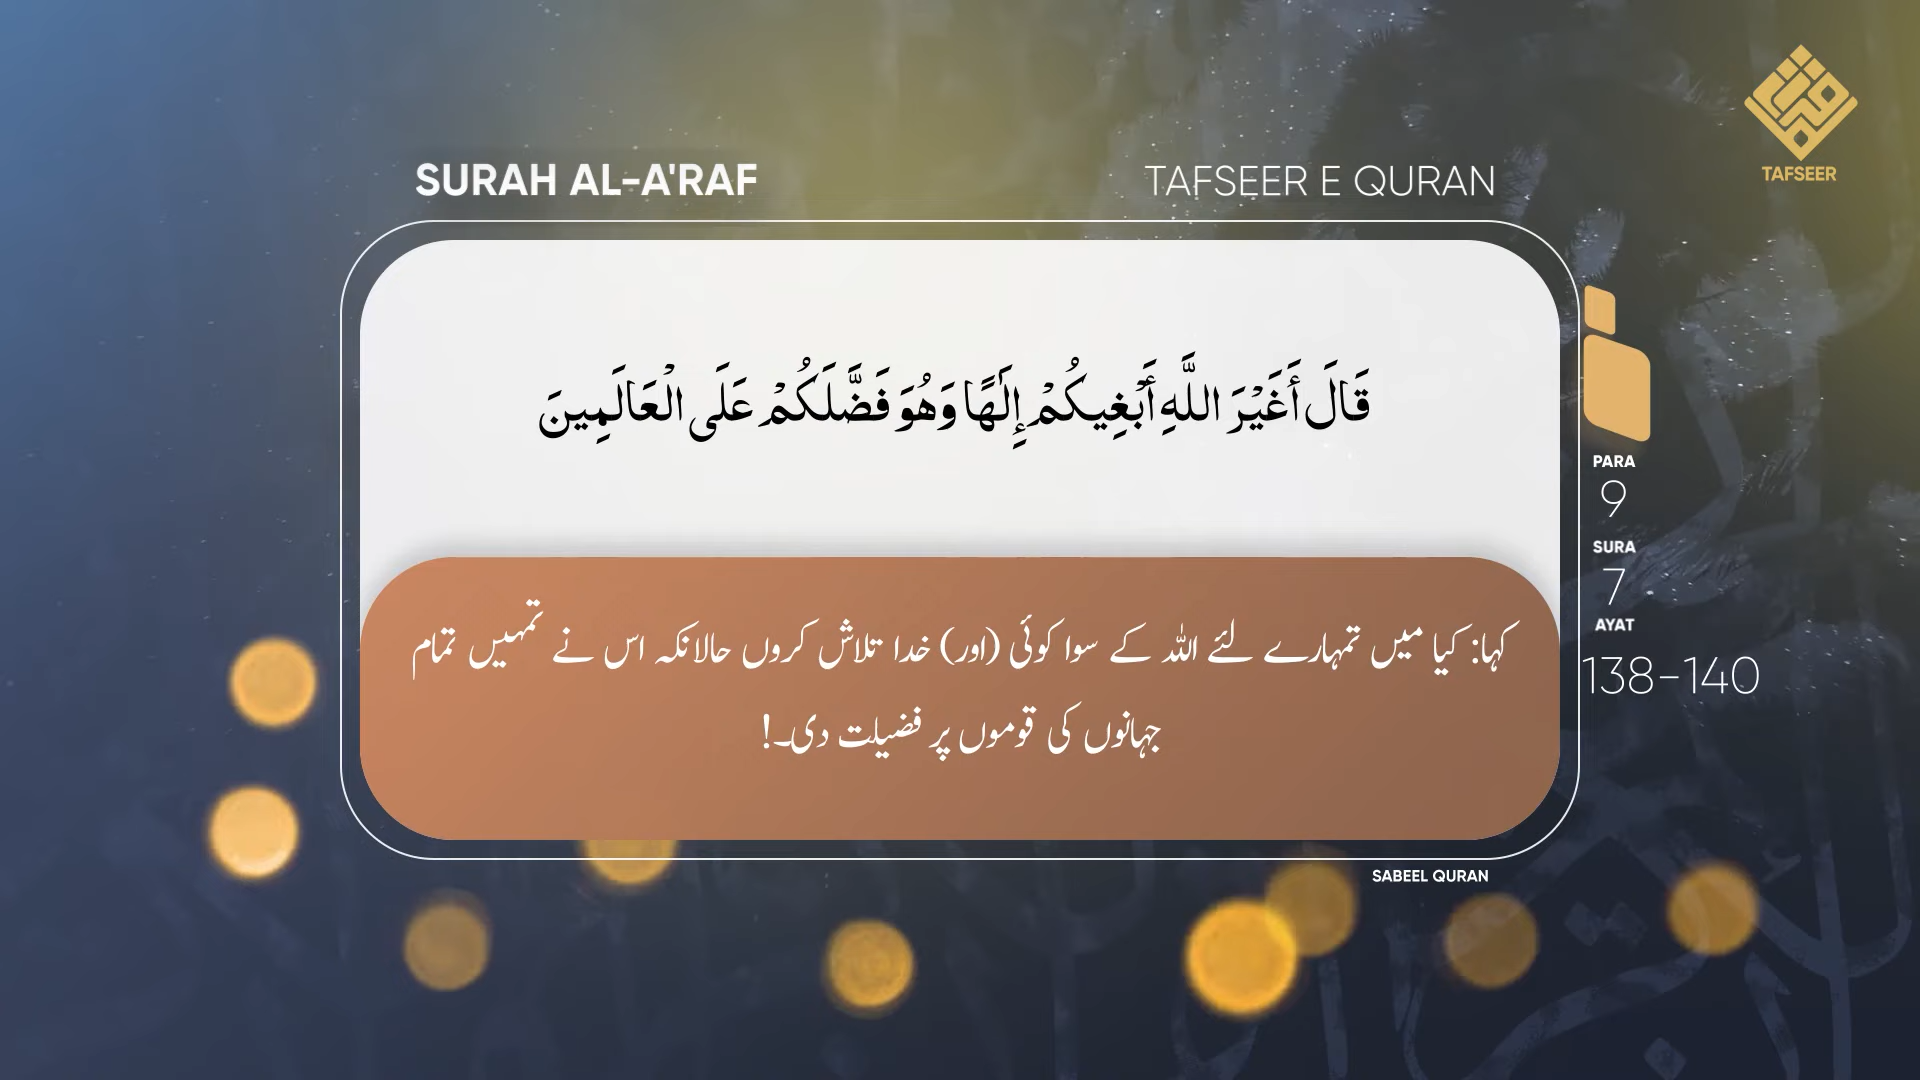 SURAH AL-A'RAF
TAFSEER E QURAN
TAFSEER
قَالَ أَغَيْرَ اللَّهِ أَبْغِيكُمْ إِلَٰهًا وَهُوَ فَضَّلَكُمْ عَلَى الْعَالَمِينَ
کہا: کیا میں تمہارے لئے اللہ کے سوا کوئی (اور) خدا تلاش کروں حالانکہ اس نے تمہیں تمام
جہانوں کی قوموں پر فضیلت دی۔!
PARA
9
SURA
7
AYAT
138-140
SABEEL QURAN